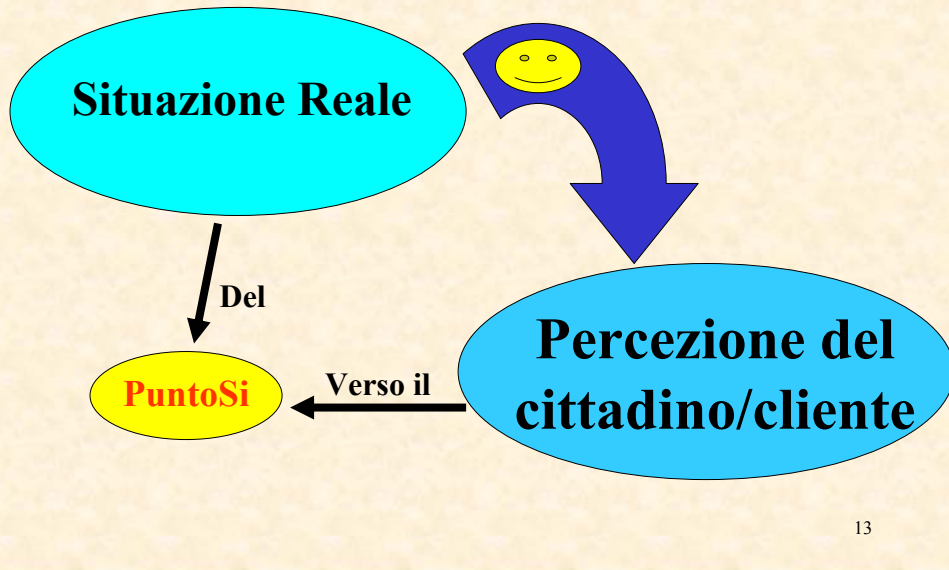 Situazione Reale
Del
PuntoSi
Verso il
Percezione del
cittadino/cliente
13